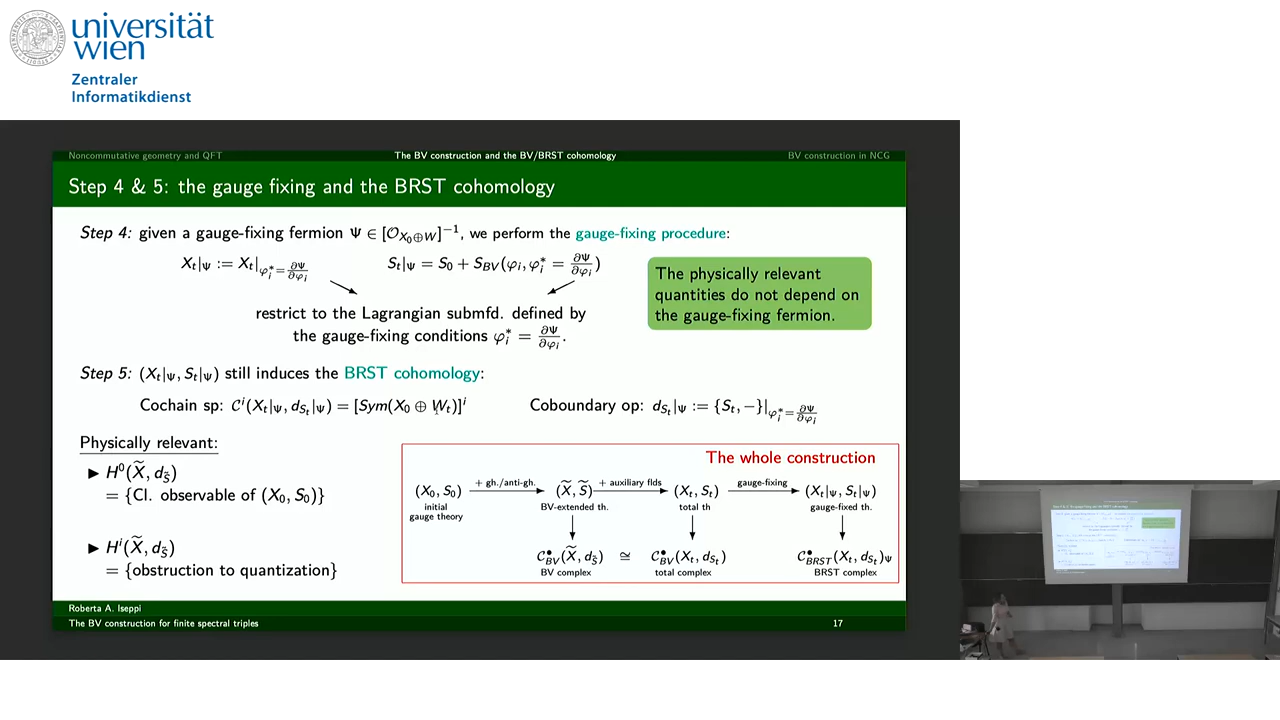 universität
wien
Zentraler
Informatikdienst
Noncommutative geometry and QFT The BV construction and the BV/BRST cohomology BV construction in NCG
Step 4 & 5: the gauge fixing and the BRST cohomology
Step 4: given a gauge-fixing fermion Ψ ∈ [𝒪_{X₀⊕W}]⁻¹, we perform the gauge-fixing procedure:
X_t|_Ψ := X_t|_{φ_i^* = ∂Ψ/∂φ_i} S_t|_Ψ = S_0 + S_{BV}(φ_i, φ_i^* = ∂Ψ/∂φ_i)
restrict to the Lagrangian submfd. defined by
the gauge-fixing conditions φ_i^* = ∂Ψ/∂φ_i.
The physically relevant
quantities do not depend on
the gauge-fixing fermion.
Step 5: (X_t|_Ψ, S_t|_Ψ) still induces the BRST cohomology:
Cochain sp: 𝒞^i(X_t|_Ψ, d_{S_t}|_Ψ) = [Sym(X_0 ⊕ W_t)]^i Coboundary op: d_{S_t}|_Ψ := {S_t, −}|_{φ_i^* = ∂Ψ/∂φ_i}
Physically relevant:
▶ H^0(X̃, d_S̃)
= {Cl. observable of (X_0, S_0)}
▶ H^i(X̃, d_S̃)
= {obstruction to quantization}
The whole construction
+ gh./anti-gh. + auxiliary flds gauge-fixing
(X_0, S_0) (X̃, S̃) (X_t, S_t) (X_t|_Ψ, S_t|_Ψ)
initial BV-extended th. total th gauge-fixed th.
gauge theory
𝒞^•_{BV}(X̃, d_S̃) ≅ 𝒞^•_{BV}(X_t, d_{S_t}) 𝒞^•_{BRST}(X_t, d_{S_t})_Ψ
BV complex total complex BRST complex
Roberta A. Iseppi
The BV construction for finite spectral triples 17